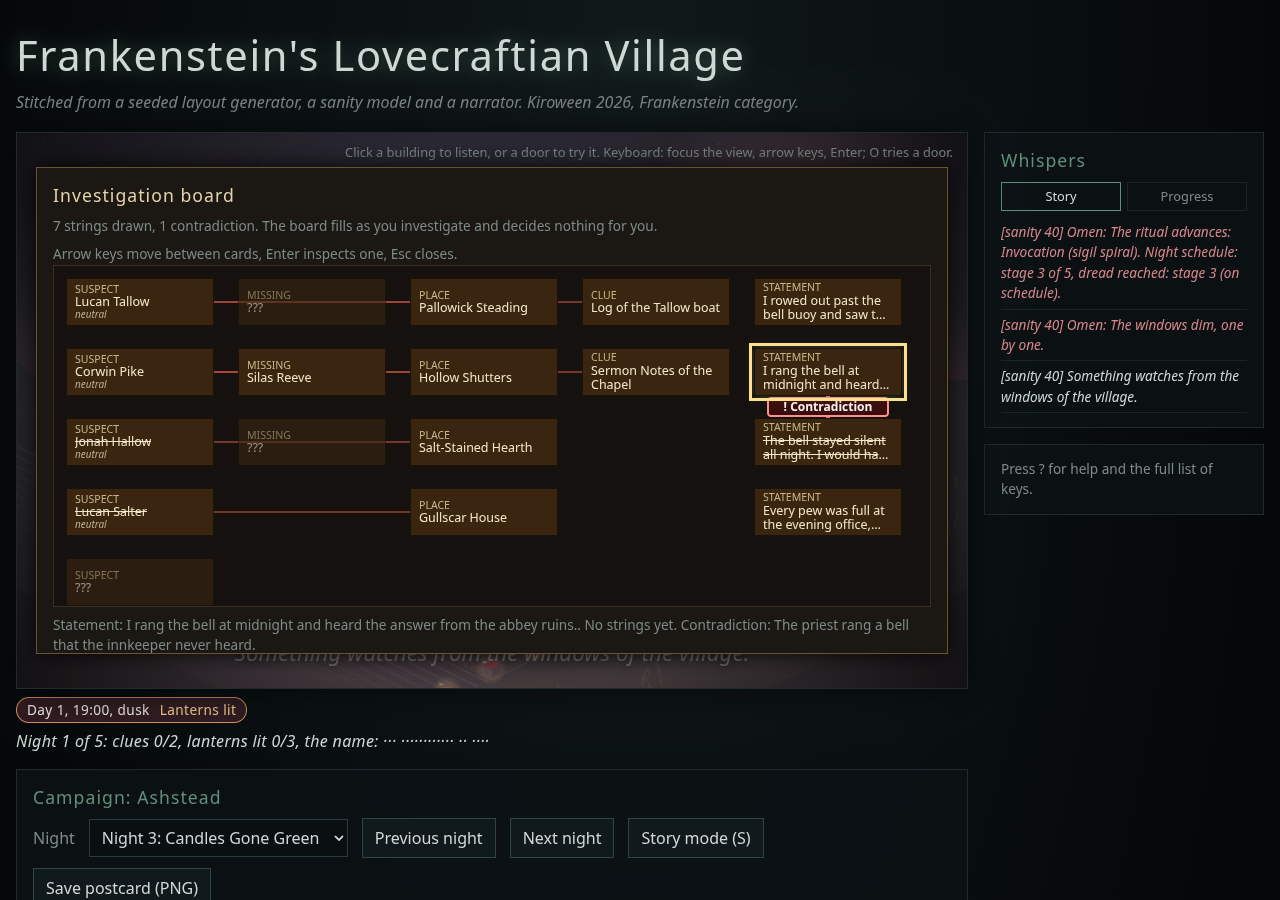 Frankenstein's Lovecraftian Village
Stitched from a seeded layout generator, a sanity model and a narrator. Kiroween 2026, Frankenstein category.
Click a building to listen, or a door to try it. Keyboard: focus the view, arrow keys, Enter; O tries a door.
Investigation board
7 strings drawn, 1 contradiction. The board fills as you investigate and decides nothing for you.
Arrow keys move between cards, Enter inspects one, Esc closes.
SUSPECT
Lucan Tallow
neutral
MISSING
???
PLACE
Pallowick Steading
CLUE
Log of the Tallow boat
STATEMENT
I rowed out past the
bell buoy and saw t...
SUSPECT
Corwin Pike
neutral
MISSING
Silas Reeve
PLACE
Hollow Shutters
CLUE
Sermon Notes of the
Chapel
STATEMENT
I rang the bell at
midnight and heard...
! Contradiction
SUSPECT
Jonah Hallow
neutral
MISSING
???
PLACE
Salt-Stained Hearth
STATEMENT
The bell stayed silent
all night. I would ha...
SUSPECT
Lucan Salter
neutral
PLACE
Gullscar House
STATEMENT
Every pew was full at
the evening office,...
SUSPECT
???
Statement: I rang the bell at midnight and heard the answer from the abbey ruins.. No strings yet. Contradiction: The priest rang a bell
that the innkeeper never heard.
Something watches from the windows of the village.
Day 1, 19:00, dusk Lanterns lit
Night 1 of 5: clues 0/2, lanterns lit 0/3, the name: ··· ············ ·· ····
Campaign: Ashstead
Night
Night 3: Candles Gone Green
Previous night
Next night
Story mode (S)
Save postcard (PNG)
Whispers
Story
Progress
[sanity 40] Omen: The ritual advances:
Invocation (sigil spiral). Night schedule:
stage 3 of 5, dread reached: stage 3 (on
schedule).
[sanity 40] Omen: The windows dim, one
by one.
[sanity 40] Something watches from the
windows of the village.
Press ? for help and the full list of
keys.